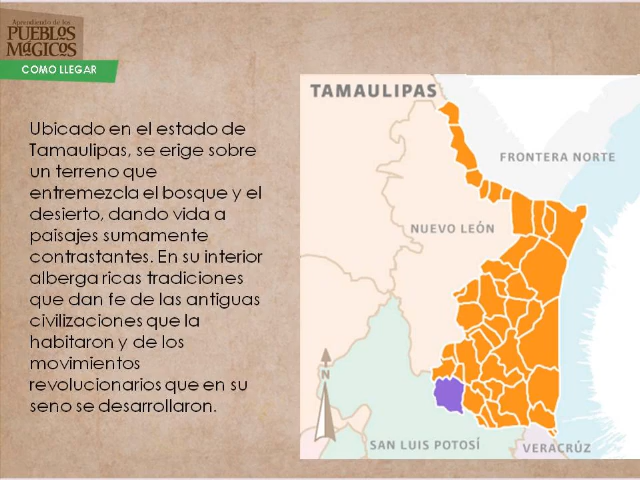 Aprendiendo de los
PUEBLOS
MáGICOS
COMO LLEGAR
Ubicado en el estado de
Tamaulipas, se erige sobre
un terreno que
entremezcla el bosque y el
desierto, dando vida a
paisajes sumamente
contrastantes. En su interior
alberga ricas tradiciones
que dan fe de las antiguas
civilizaciones que la
habitaron y de los
movimientos
revolucionarios que en su
seno se desarrollaron.
TAMAULIPAS
FRONTERA NORTE
NUEVO LEÓN
N
SAN LUIS POTOSÍ
VERACRÚZ